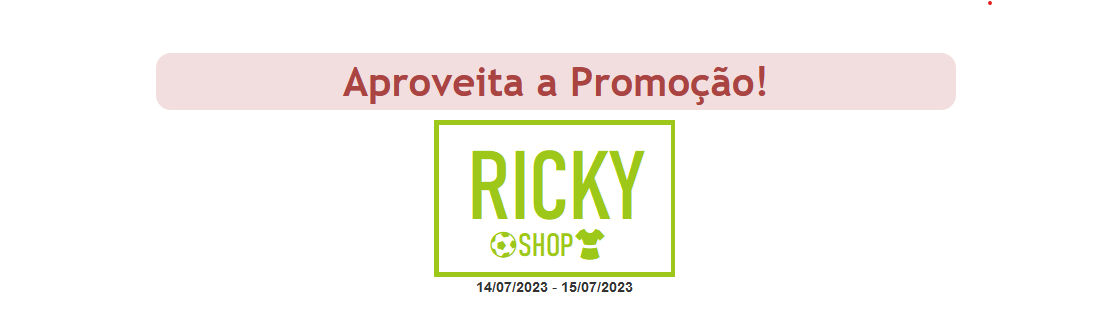 Aproveita a Promoção!
RICKY
SHOP
14/07/2023 - 15/07/2023